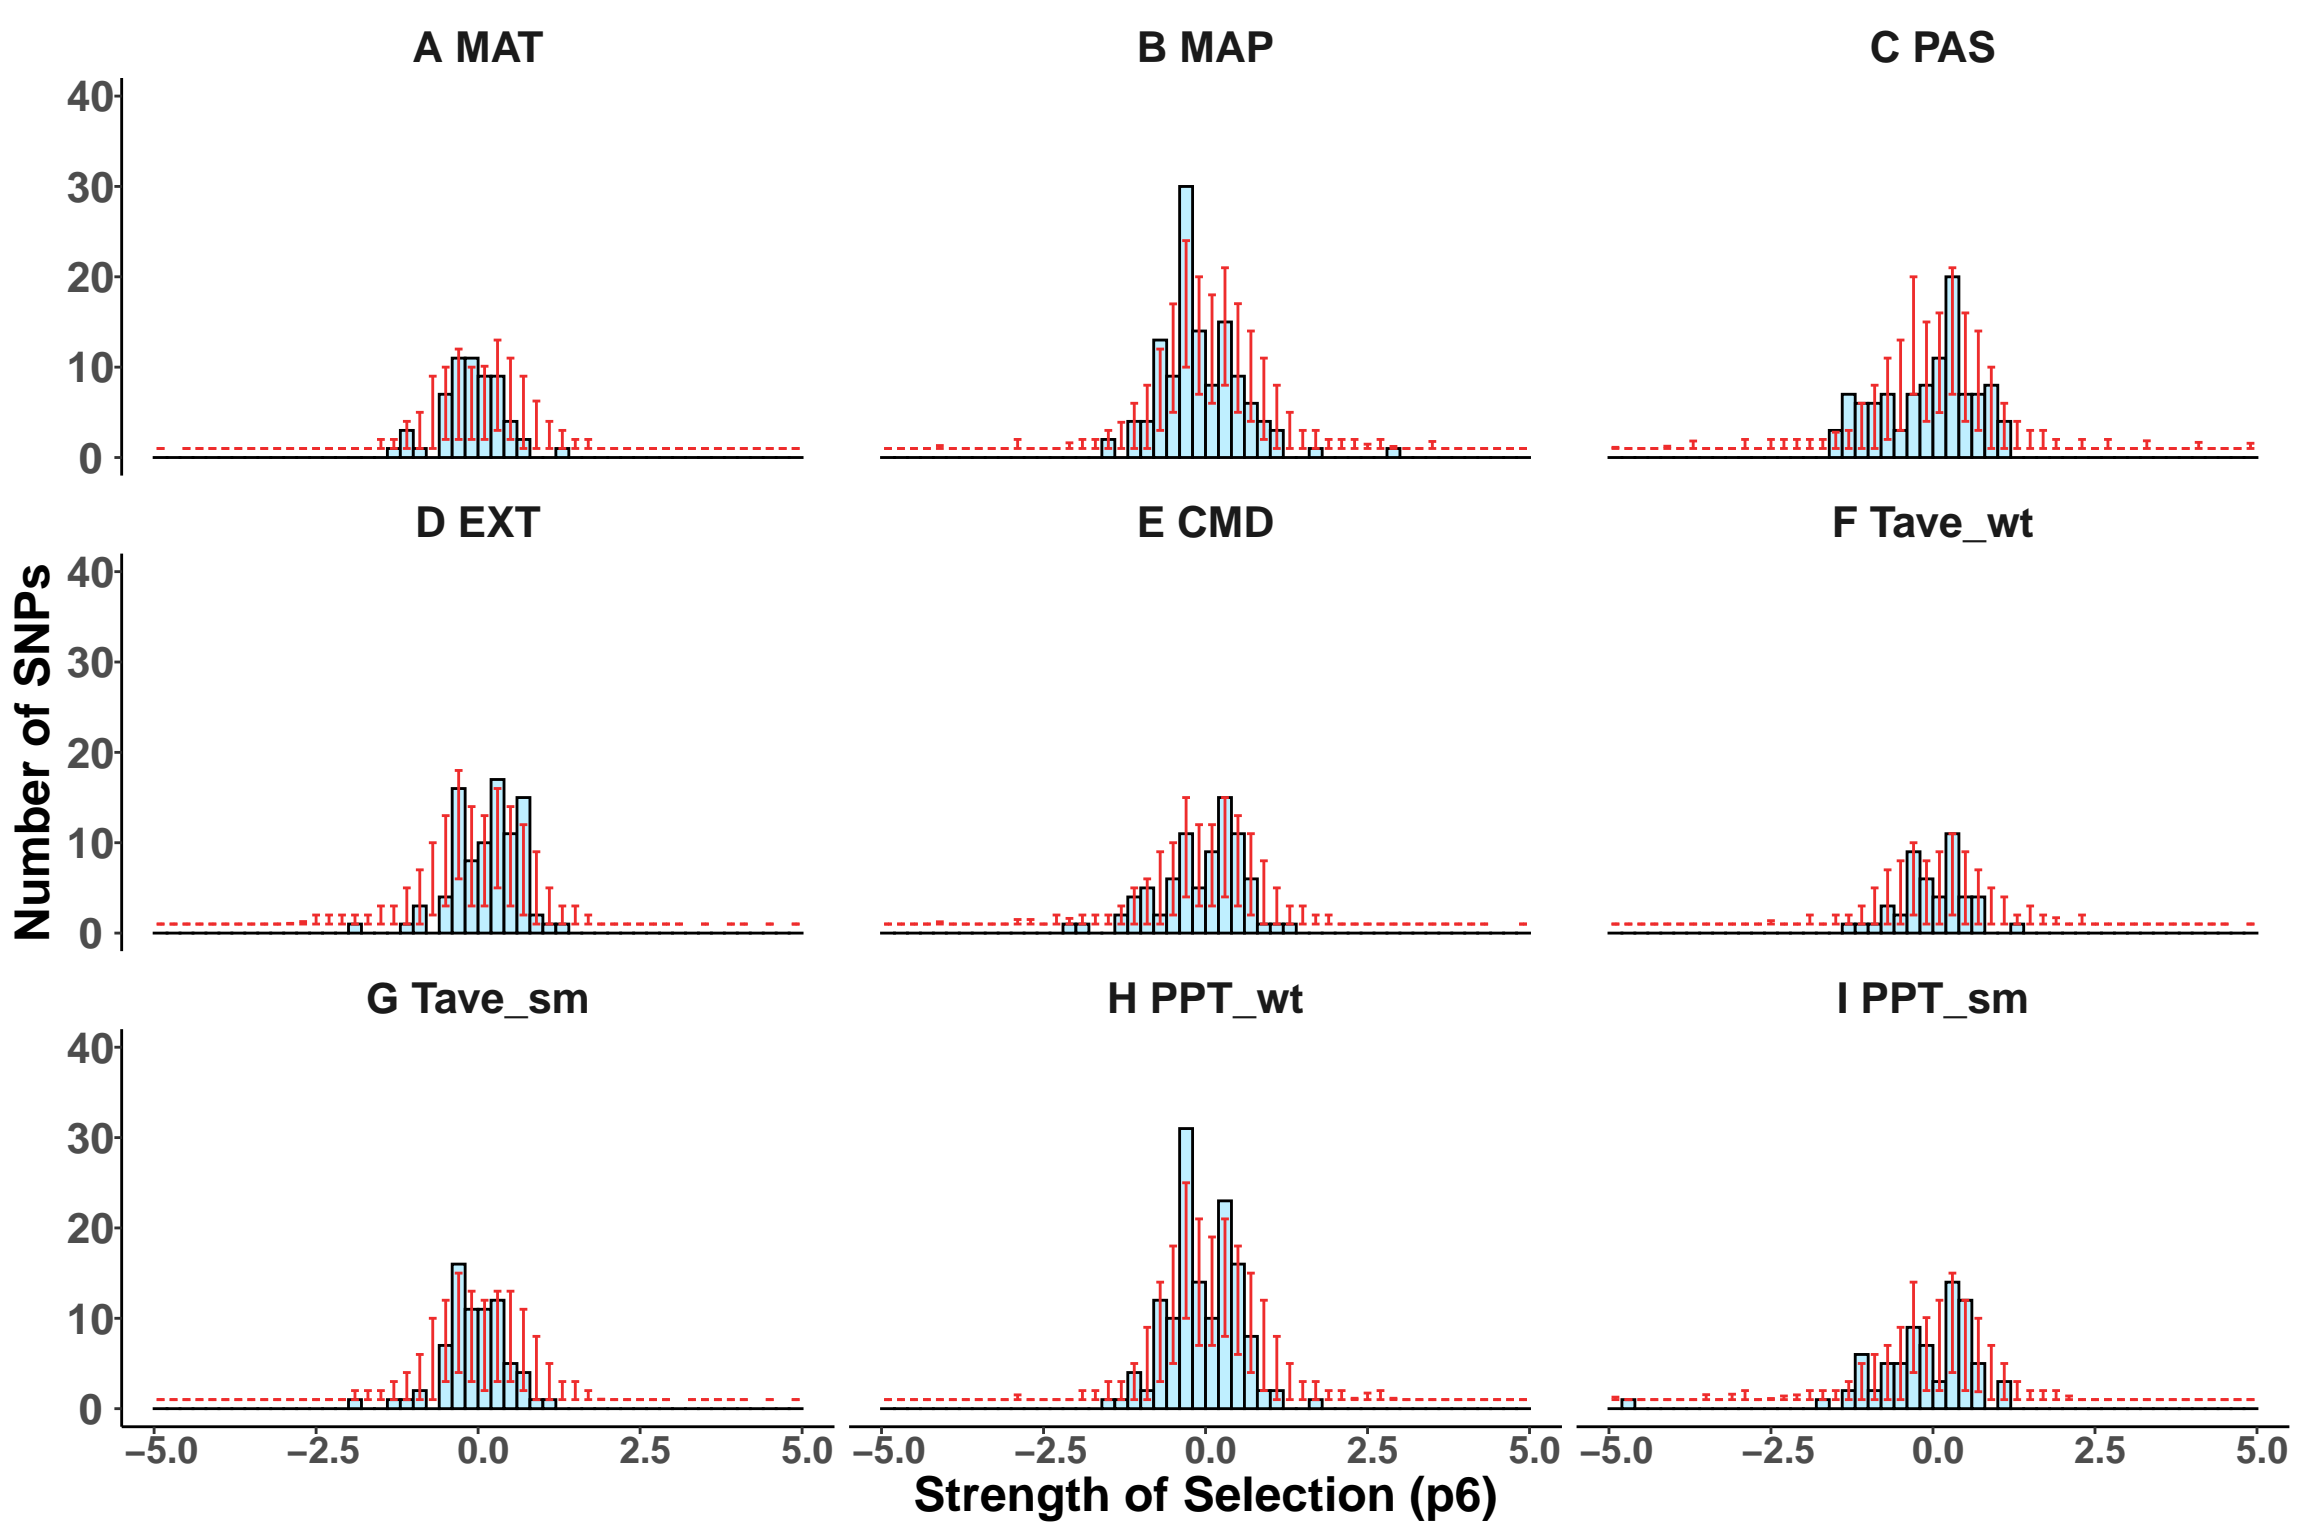 A MAT
B MAP
C PAS
40
30
20
10
0
D EXT
E CMD
F Tave_wt
Number of SNPs
40
30
20
10
0
G Tave_sm
H PPT_wt
I PPT_sm
40
30
20
10
0
−5.0 −2.5 0.0 2.5 5.0
−5.0 −2.5 0.0 2.5 5.0
−5.0 −2.5 0.0 2.5 5.0
Strength of Selection (p6)